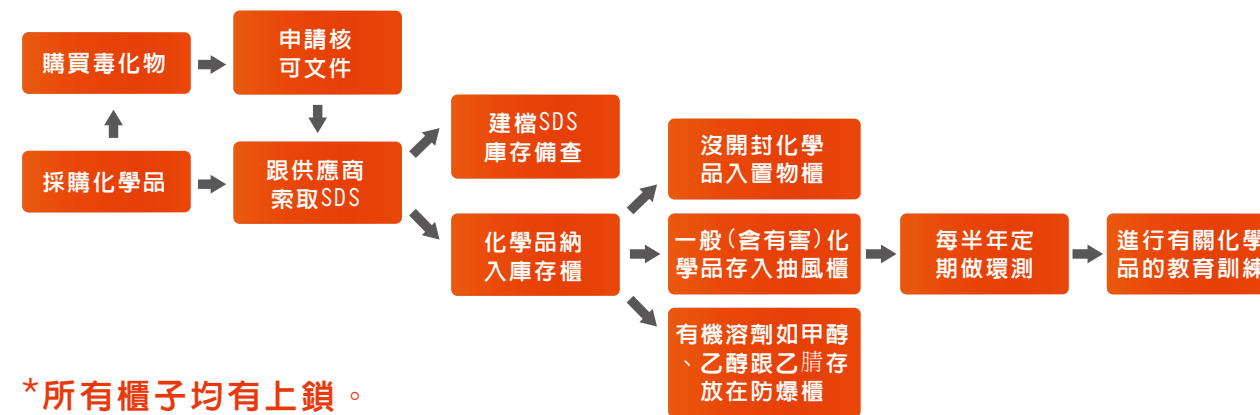 購買毒化物
申請核
可文件
採購化學品
跟供應商
索取SDS
建檔SDS
庫存備查
化學品納
入庫存櫃
沒開封化學
品入置物櫃
一般(含有害)化
學品存入抽風櫃
有機溶劑如甲醇
、乙醇跟乙腈存
放在防爆櫃
每半年定
期做環測
進行有關化學
品的教育訓練
*所有櫃子均有上鎖。